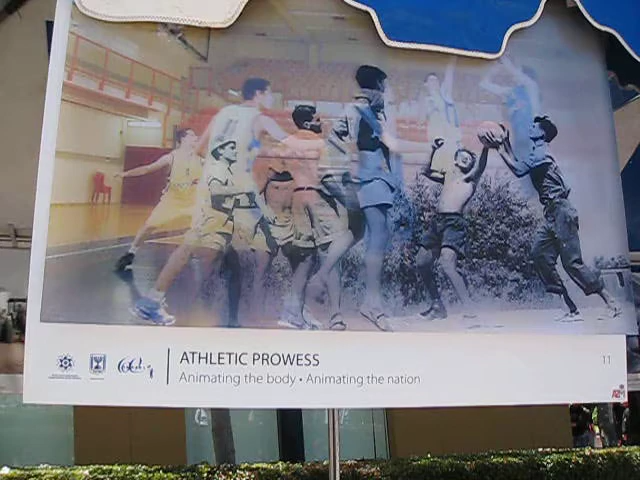 ATHLETIC PROWESS
Animating the body • Animating the nation
11